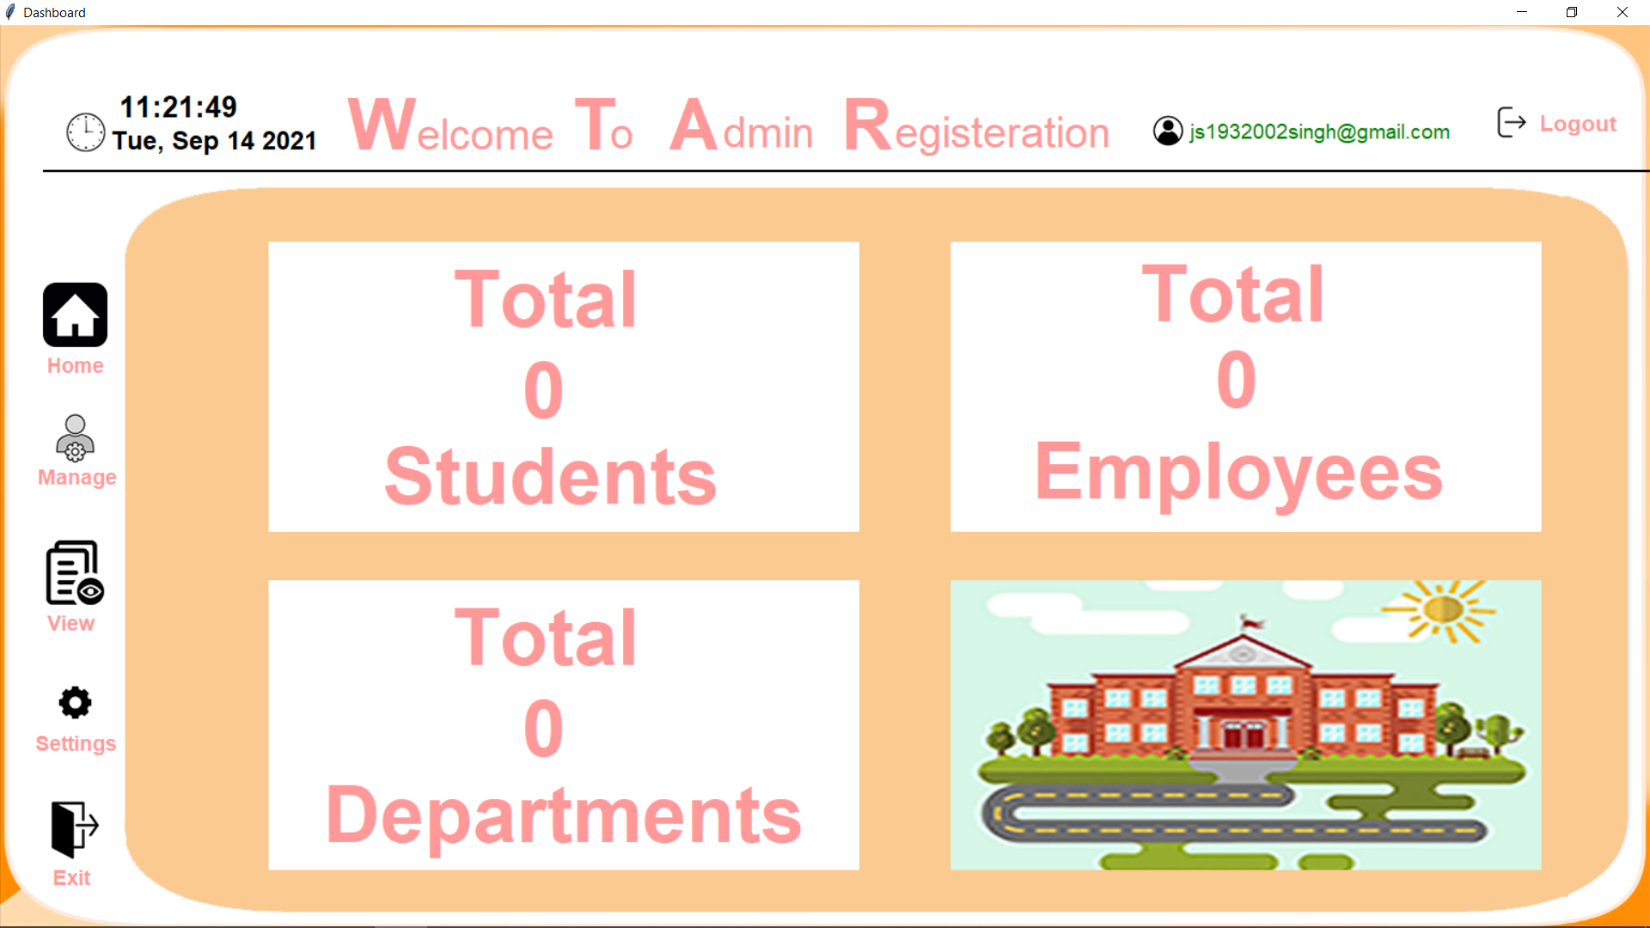 Dashboard
11:21:49
Tue, Sep 14 2021
Welcome To Admin Registeration
js1932002singh@gmail.com
Logout
Home
Manage
View
Settings
Exit
Total
0
Students
Total
0
Employees
Total
0
Departments